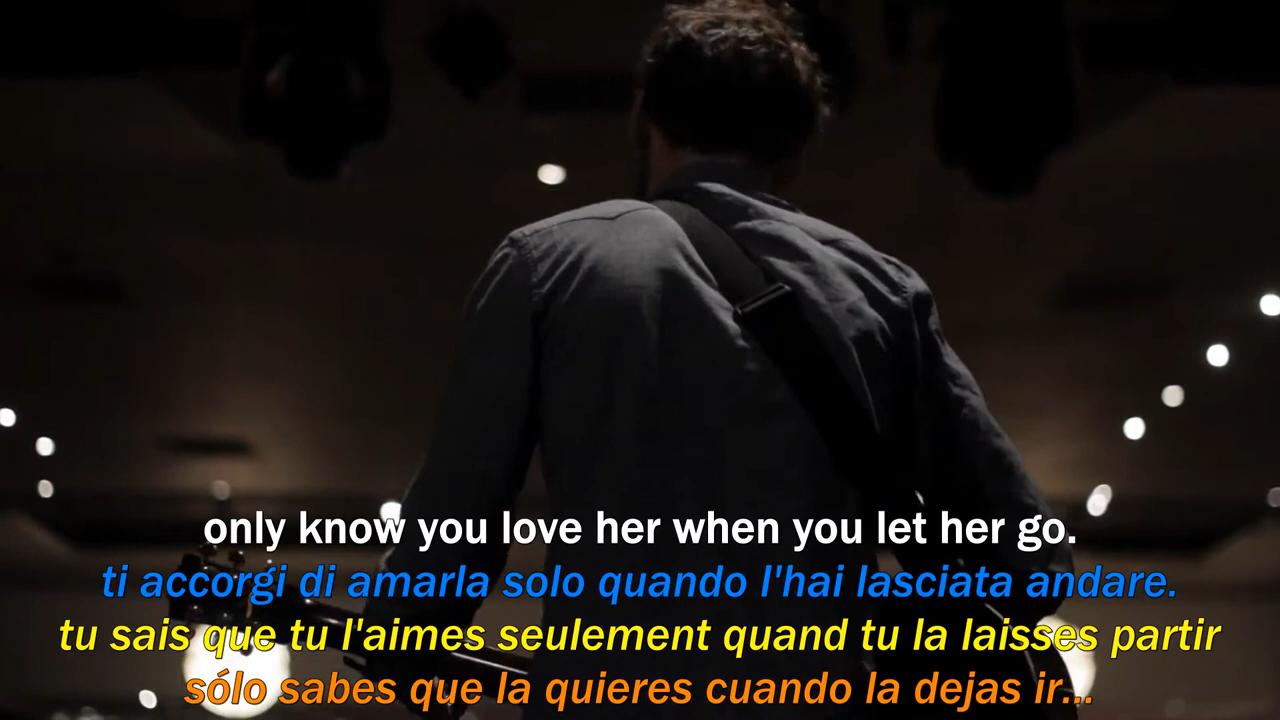 only know you love her when you let her go.
ti accorgi di amarla solo quando l'hai lasciata andare.
tu sais que tu l'aimes seulement quand tu la laisses partir
sólo sabes que la quieres cuando la dejas ir...